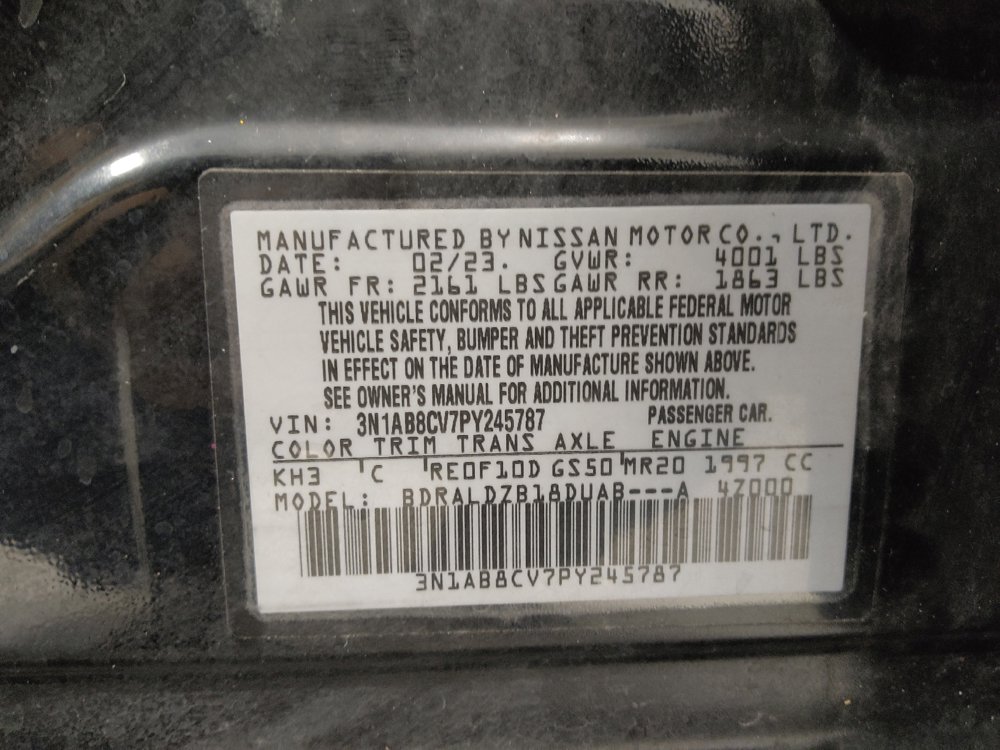 MANUFACTURED BY NISSAN MOTOR CO., LTD.
DATE: 02/23. GVWR: 4001 LBS
GAWR FR: 2161 LBS GAWR RR: 1863 LBS
THIS VEHICLE CONFORMS TO ALL APPLICABLE FEDERAL MOTOR
VEHICLE SAFETY, BUMPER AND THEFT PREVENTION STANDARDS
IN EFFECT ON THE DATE OF MANUFACTURE SHOWN ABOVE.
SEE OWNER'S MANUAL FOR ADDITIONAL INFORMATION.
VIN: 3N1AB8CV7PY245787 PASSENGER CAR.
COLOR TRIM TRANS AXLE ENGINE
KH3 C RE0F10D GS50 MR20 1997 CC
MODEL: BDRALDZB18DUAB---A 4Z000
3N1AB8CV7PY245787